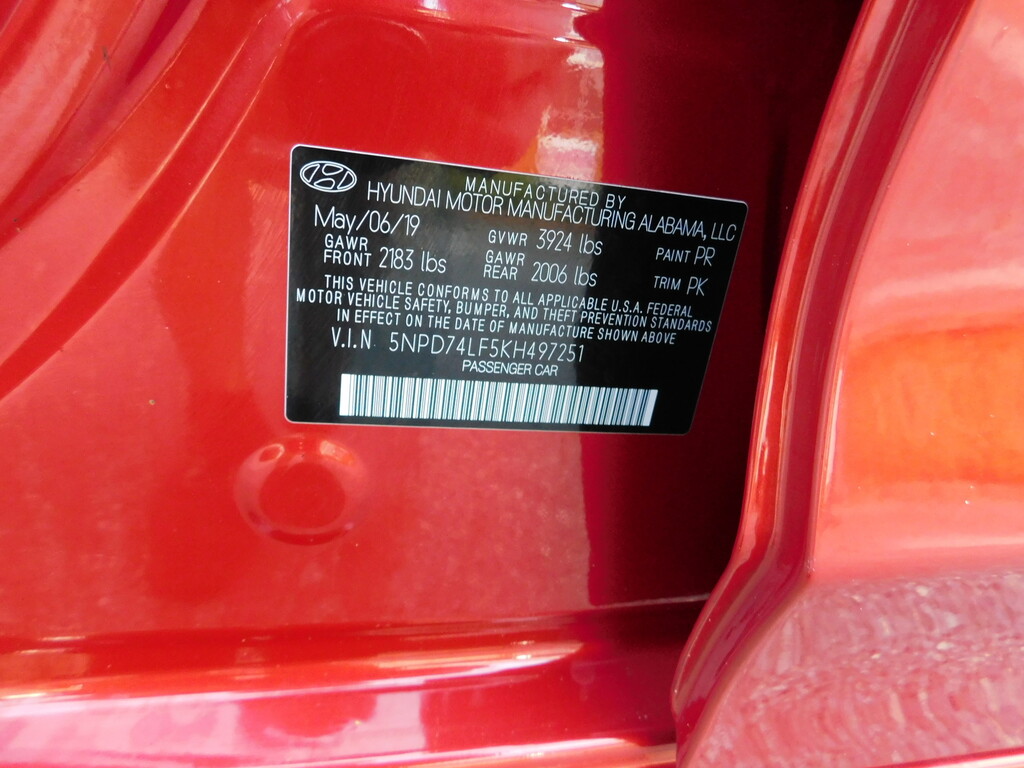 MANUFACTURED BY
HYUNDAI MOTOR MANUFACTURING ALABAMA, LLC
May/06/19 GVWR 3924 lbs PAINT PR
GAWR FRONT 2183 lbs GAWR REAR 2006 lbs TRIM PK
THIS VEHICLE CONFORMS TO ALL APPLICABLE U.S.A. FEDERAL
MOTOR VEHICLE SAFETY, BUMPER, AND THEFT PREVENTION STANDARDS
IN EFFECT ON THE DATE OF MANUFACTURE SHOWN ABOVE
V.I.N 5NPD74LF5KH497251
PASSENGER CAR